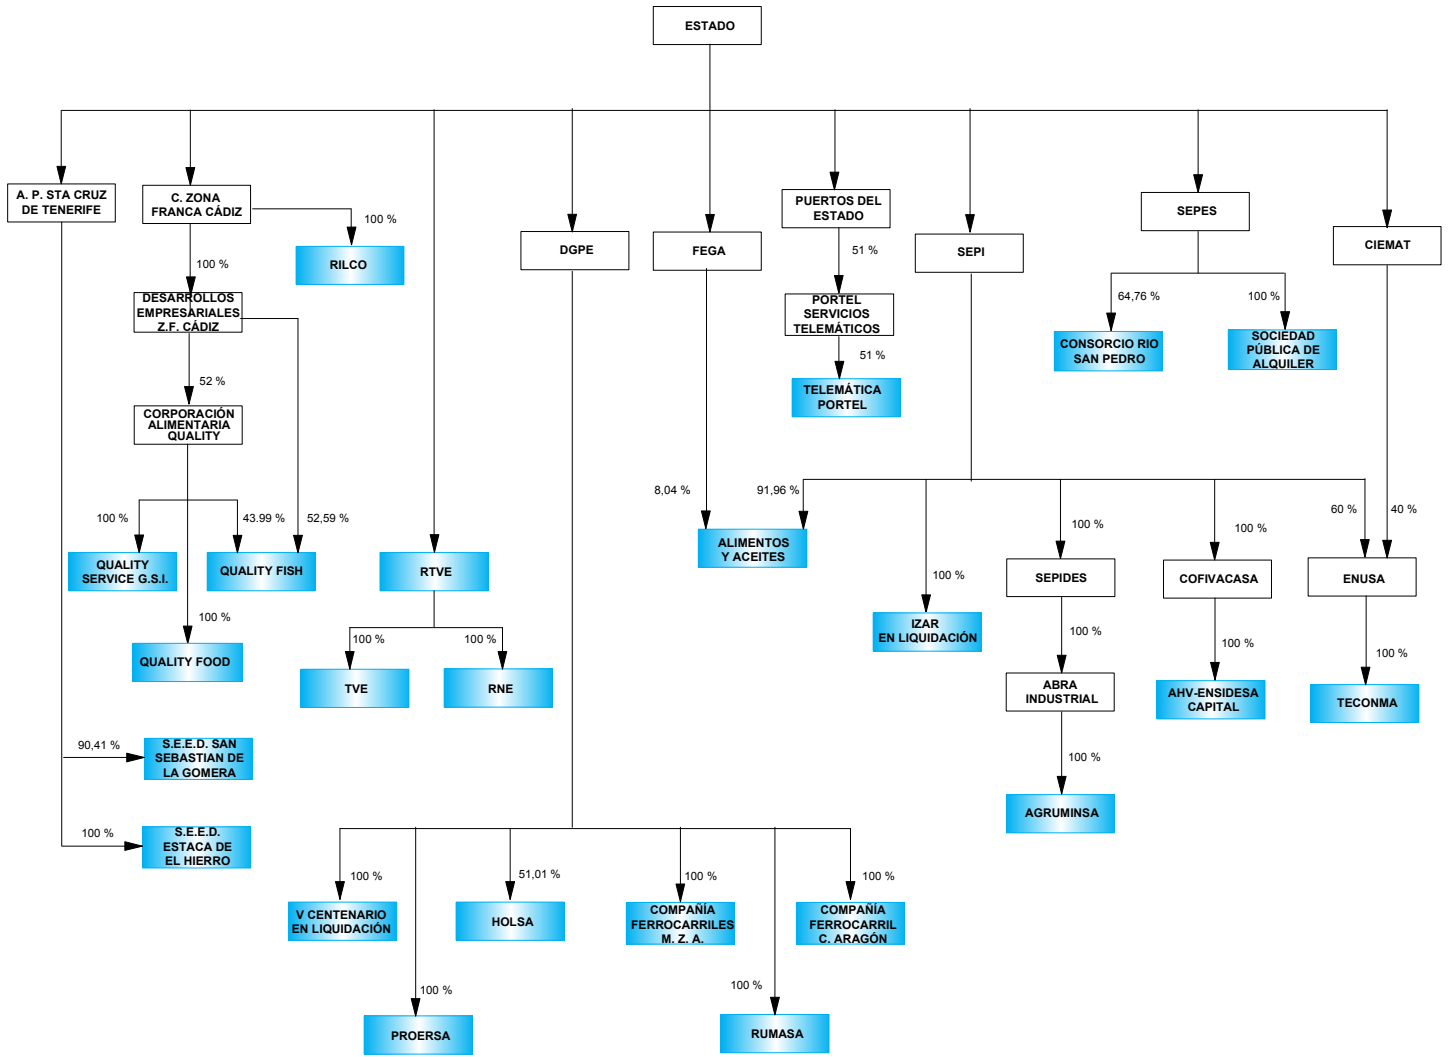 ESTADO
A. P. STA CRUZ
DE TENERIFE
C. ZONA
FRANCA CÁDIZ
PUERTOS DEL
ESTADO
SEPES
100 %
DGPE
FEGA
SEPI
CIEMAT
RILCO
100 %
51 %
DESARROLLOS
EMPRESARIALES
Z.F. CÁDIZ
PORTEL
SERVICIOS
TELEMÁTICOS
64,76 %
100 %
CONSORCIO RIO
SAN PEDRO
SOCIEDAD
PÚBLICA DE
ALQUILER
51 %
52 %
TELEMÁTICA
PORTEL
CORPORACIÓN
ALIMENTARIA
QUALITY
8,04 %
91,96 %
100 %
43.99 %
52,59 %
60 %
40 %
100 %
100 %
QUALITY
SERVICE G.S.I.
QUALITY FISH
RTVE
ALIMENTOS
Y ACEITES
100 %
SEPIDES
COFIVACASA
ENUSA
100 %
IZAR
EN LIQUIDACIÓN
100 %
100 %
100 %
100 %
100 %
100 %
QUALITY FOOD
TVE
RNE
ABRA
INDUSTRIAL
AHV-ENSIDESA
CAPITAL
TECONMA
90,41 %
S.E.E.D. SAN
SEBASTIAN DE
LA GOMERA
100 %
AGRUMINSA
100 %
S.E.E.D.
ESTACA DE
EL HIERRO
100 %
51,01 %
100 %
100 %
V CENTENARIO
EN LIQUIDACIÓN
HOLSA
COMPAÑÍA
FERROCARRILES
M. Z. A.
COMPAÑÍA
FERROCARRIL
C. ARAGÓN
100 %
100 %
PROERSA
RUMASA